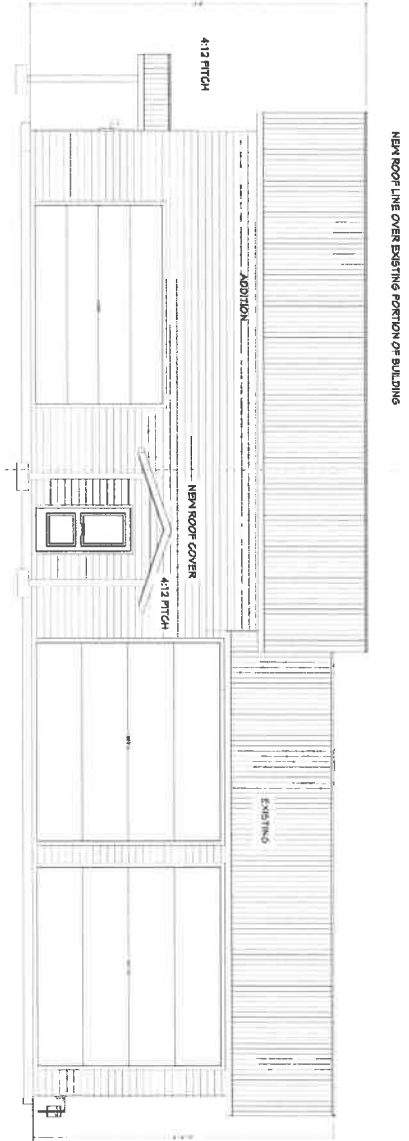 NEW ROOF LINE OVER EXISTING PORTION OF BUILDING
4:12 PITCH
ADDITION
NEW ROOF COVER
4:12 PITCH
EXISTING